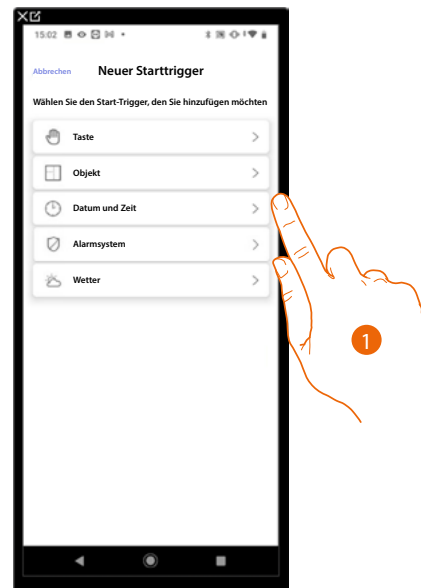 15:02
Abbrechen Neuer Starttrigger
Wählen Sie den Start-Trigger, den Sie hinzufügen möchten
Taste
Objekt
Datum und Zeit
Alarmsystem
Wetter
1